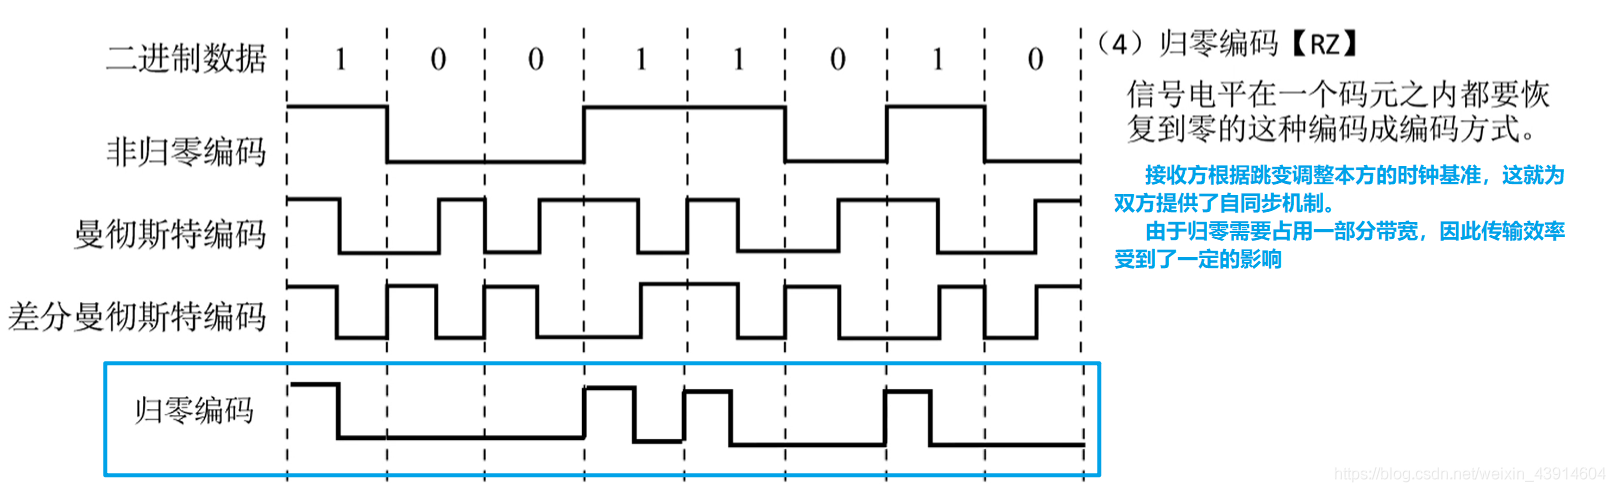 二进制数据 1 0 0 1 1 0 1 0
非归零编码
曼彻斯特编码
差分曼彻斯特编码
归零编码
（4）归零编码【RZ】
信号电平在一个码元之内都要恢
复到零的这种编码成编码方式。
接收方根据跳变调整本方的时钟基准，这就为
双方提供了自同步机制。
由于归零需要占用一部分带宽，因此传输效率
受到了一定的影响
https://blog.csdn.net/weixin_43914604